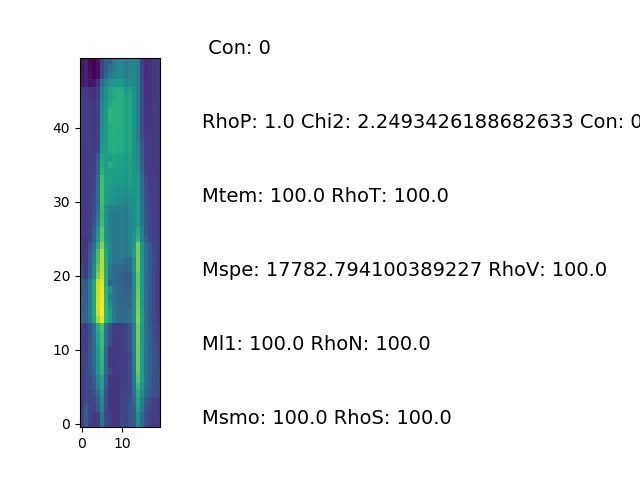 Con: 0
RhoP: 1.0 Chi2: 2.2493426188682633 Con: 0
Mtem: 100.0 RhoT: 100.0
Mspe: 17782.794100389227 RhoV: 100.0
Ml1: 100.0 RhoN: 100.0
Msmo: 100.0 RhoS: 100.0
40
30
20
10
0
0 10